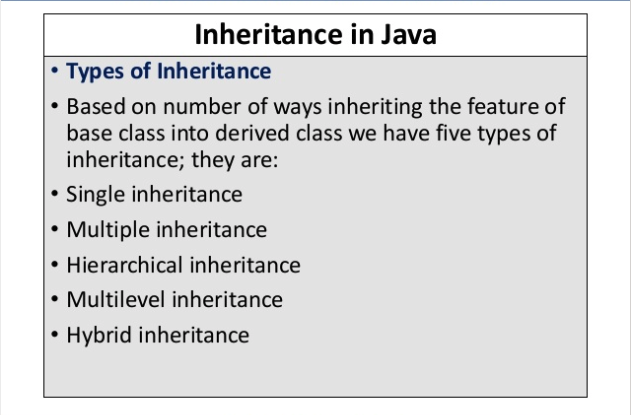 Inheritance in Java
• Types of Inheritance
• Based on number of ways inheriting the feature of
base class into derived class we have five types of
inheritance; they are:
• Single inheritance
• Multiple inheritance
• Hierarchical inheritance
• Multilevel inheritance
• Hybrid inheritance